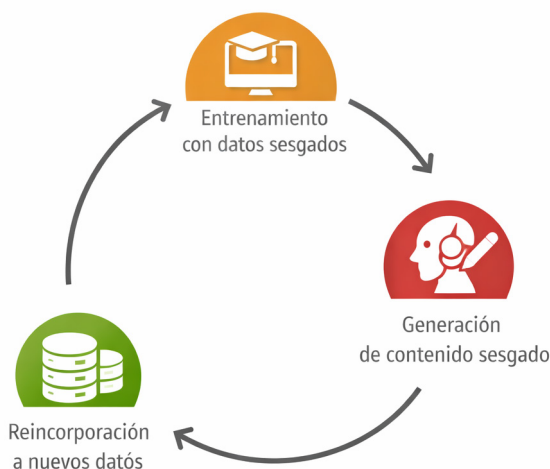 Entrenamiento
con datos sesgados
Generación
de contenido sesgado
Reincorporación
a nuevos datós